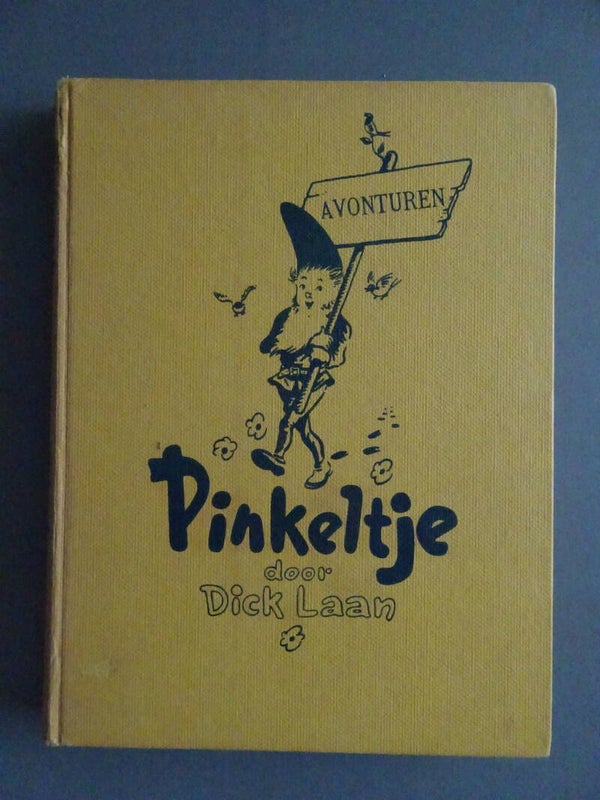 AVONTUREN
Pinkeltje
door
Dick Laan